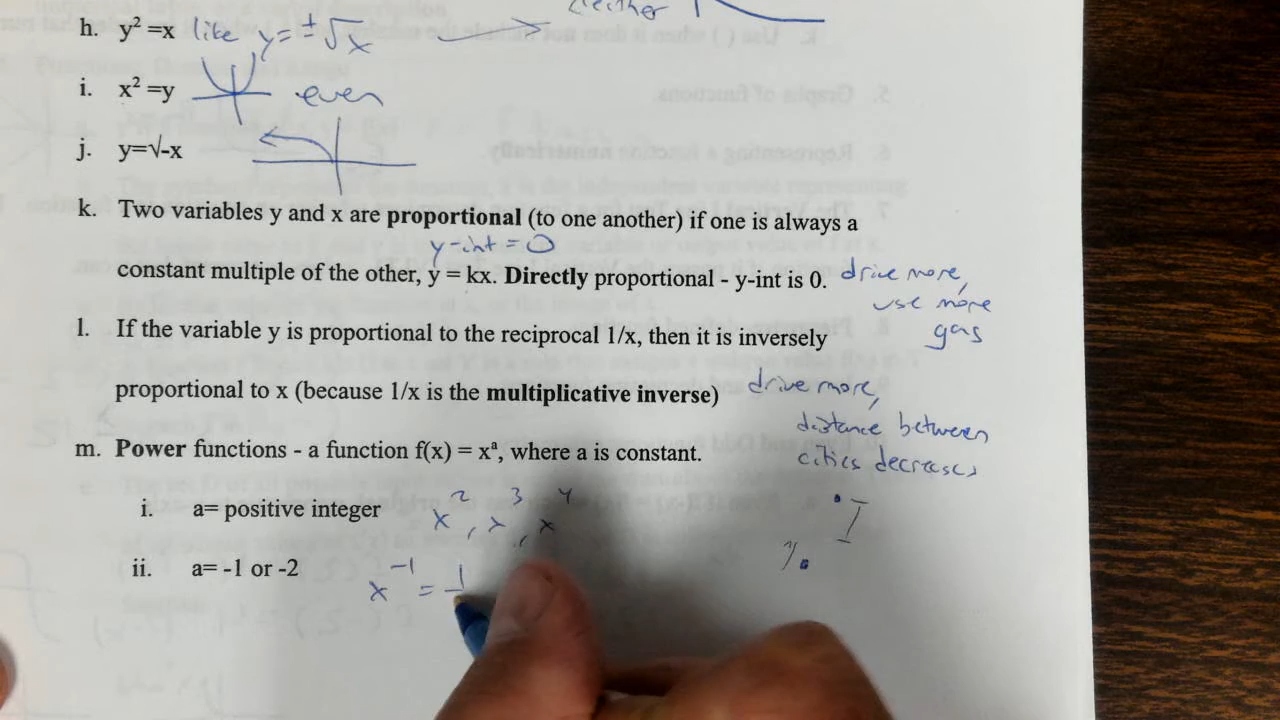 neither
h. y² =x like y=±√x
i. x² =y even
j. y=√-x
k. Two variables y and x are proportional (to one another) if one is always a
y-int = 0
constant multiple of the other, y = kx. Directly proportional - y-int is 0. drive more,
use more
gas
l. If the variable y is proportional to the reciprocal 1/x, then it is inversely
proportional to x (because 1/x is the multiplicative inverse) drive more,
distance between
cities decreases
m. Power functions - a function f(x) = xᵃ, where a is constant.
i. a= positive integer x², x³, x⁴
ii. a= -1 or -2 x⁻¹ = 1